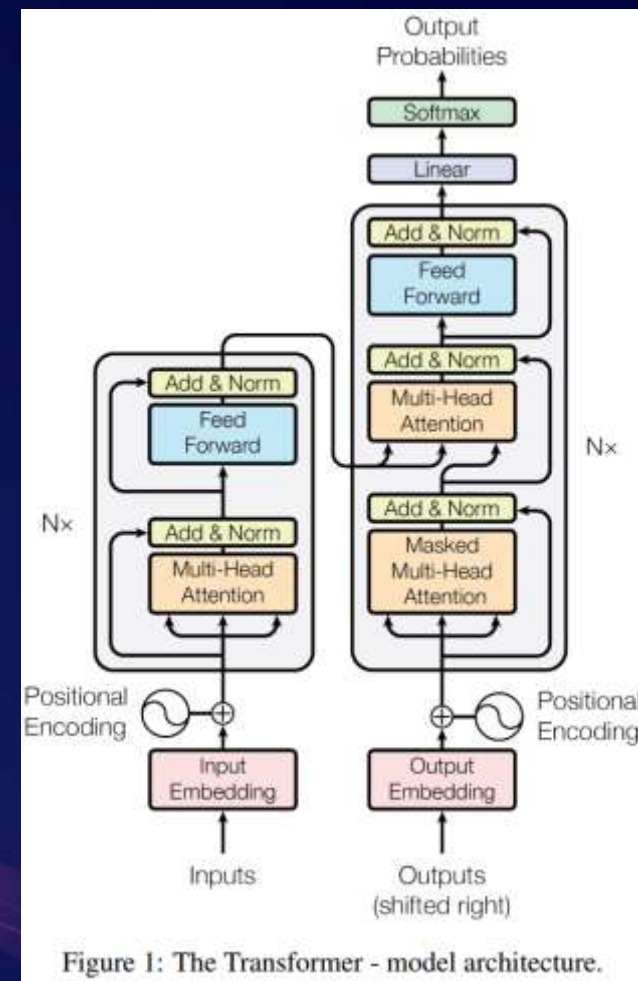 Output
Probabilities
Softmax
Linear
Add & Norm
Feed
Forward
Add & Norm
Multi-Head
Attention
Add & Norm
Masked
Multi-Head
Attention
Nx
Add & Norm
Feed
Forward
Add & Norm
Multi-Head
Attention
Nx
Positional
Encoding
Positional
Encoding
Input
Embedding
Output
Embedding
Inputs
Outputs
(shifted right)
Figure 1: The Transformer - model architecture.